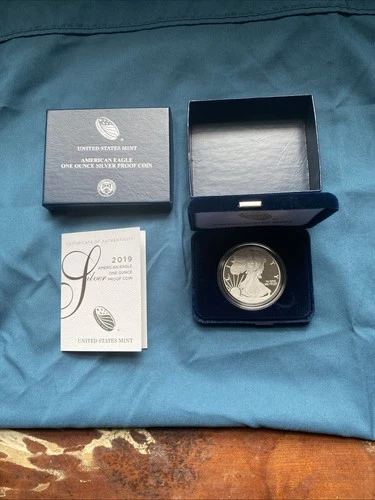 UNITED STATES MINT
AMERICAN EAGLE
ONE OUNCE SILVER PROOF COIN
CERTIFICATE OF AUTHENTICITY
2019
AMERICAN EAGLE
ONE OUNCE
Silver
PROOF COIN
UNITED STATES MINT